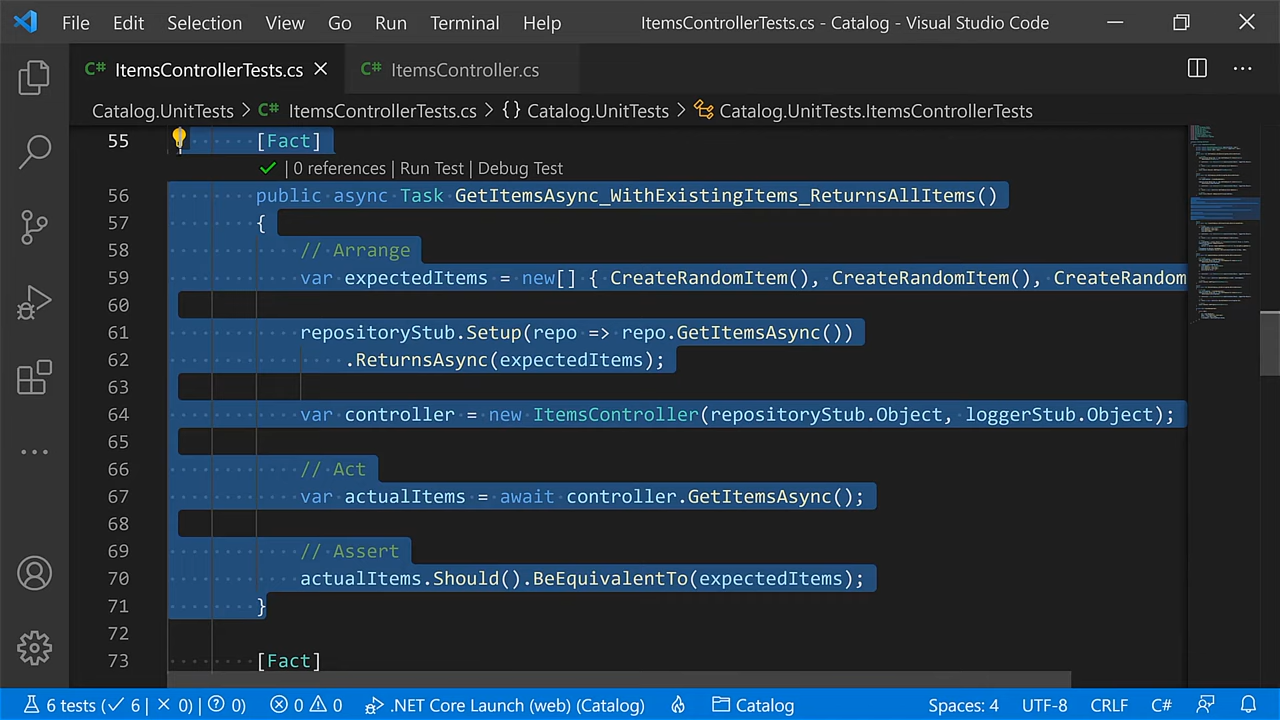 File Edit Selection View Go Run Terminal Help ItemsControllerTests.cs - Catalog - Visual Studio Code
C# ItemsControllerTests.cs C# ItemsController.cs
Catalog.UnitTests > C# ItemsControllerTests.cs > {} Catalog.UnitTests > Catalog.UnitTests.ItemsControllerTests
55 [Fact]
| 0 references | Run Test | Debug Test
56 public async Task GetItemsAsync_WithExistingItems_ReturnsAllItems()
57 {
58 // Arrange
59 var expectedItems = new[] { CreateRandomItem(), CreateRandomItem(), CreateRandom
60
61 repositoryStub.Setup(repo => repo.GetItemsAsync())
62 .ReturnsAsync(expectedItems);
63
64 var controller = new ItemsController(repositoryStub.Object, loggerStub.Object);
65
66 // Act
67 var actualItems = await controller.GetItemsAsync();
68
69 // Assert
70 actualItems.Should().BeEquivalentTo(expectedItems);
71 }
72
73 [Fact]
6 tests (✓ 6 | × 0) | ? 0) ⊗ 0 ⚠ 0 .NET Core Launch (web) (Catalog) Catalog Spaces: 4 UTF-8 CRLF C#